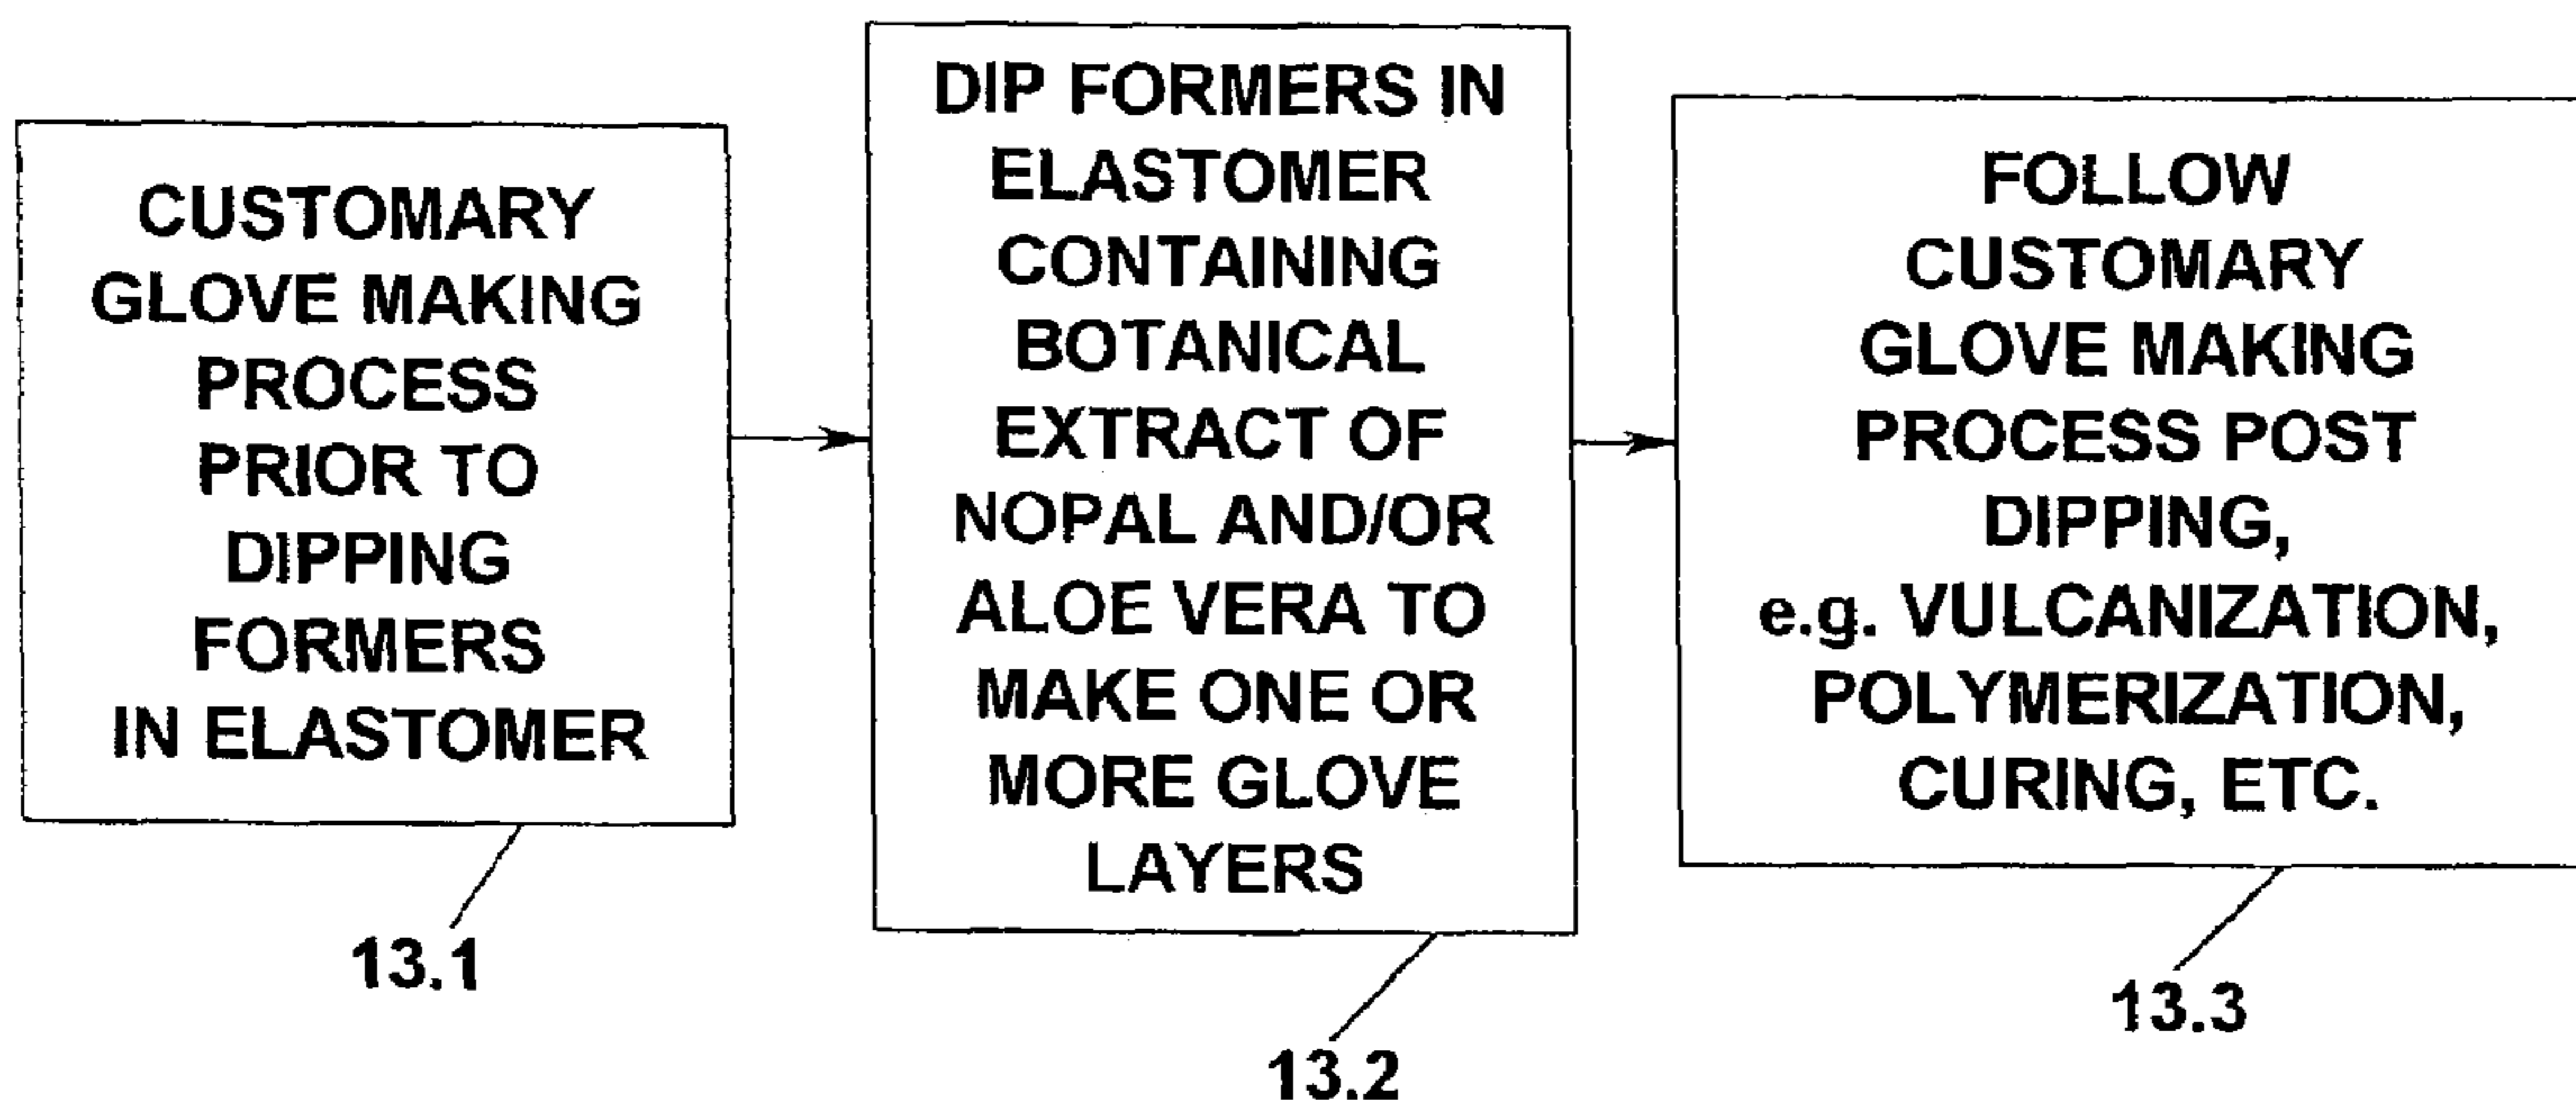 CUSTOMARY
GLOVE MAKING
PROCESS
PRIOR TO
DIPPING
FORMERS
IN ELASTOMER
13.1
DIP FORMERS IN
ELASTOMER
CONTAINING
BOTANICAL
EXTRACT OF
NOPAL AND/OR
ALOE VERA TO
MAKE ONE OR
MORE GLOVE
LAYERS
13.2
FOLLOW
CUSTOMARY
GLOVE MAKING
PROCESS POST
DIPPING,
e.g. VULCANIZATION,
POLYMERIZATION,
CURING, ETC.
13.3